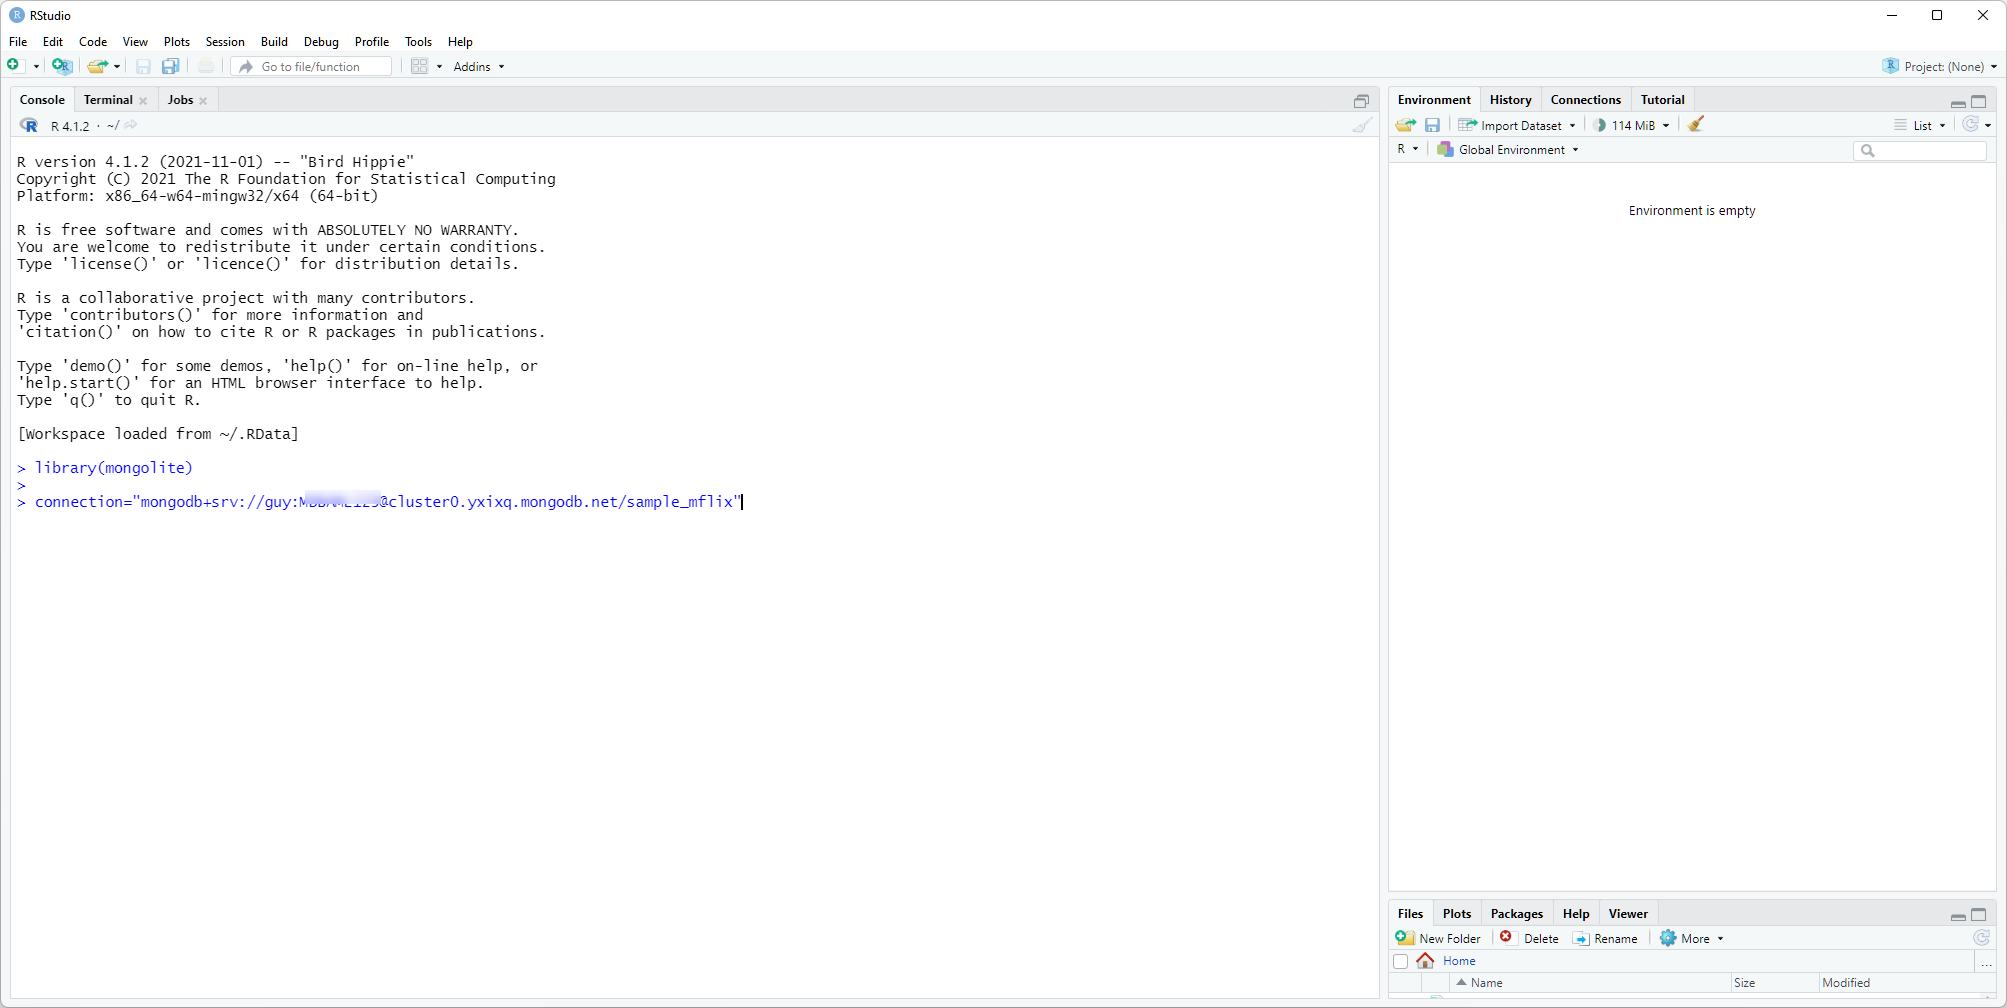 RStudio
File Edit Code View Plots Session Build Debug Profile Tools Help
Go to file/function Addins Project: (None)
Console Terminal Jobs
R 4.1.2 · ~/
R version 4.1.2 (2021-11-01) -- "Bird Hippie"
Copyright (C) 2021 The R Foundation for Statistical Computing
Platform: x86_64-w64-mingw32/x64 (64-bit)
R is free software and comes with ABSOLUTELY NO WARRANTY.
You are welcome to redistribute it under certain conditions.
Type 'license()' or 'licence()' for distribution details.
R is a collaborative project with many contributors.
Type 'contributors()' for more information and
'citation()' on how to cite R or R packages in publications.
Type 'demo()' for some demos, 'help()' for on-line help, or
'help.start()' for an HTML browser interface to help.
Type 'q()' to quit R.
[Workspace loaded from ~/.RData]
> library(mongolite)
>
> connection="mongodb+srv://guy: @cluster0.yxixq.mongodb.net/sample_mflix"
Environment History Connections Tutorial
Import Dataset 114 MiB List
R Global Environment
Environment is empty
Files Plots Packages Help Viewer
New Folder Delete Rename More
Home ...
Name Size Modified